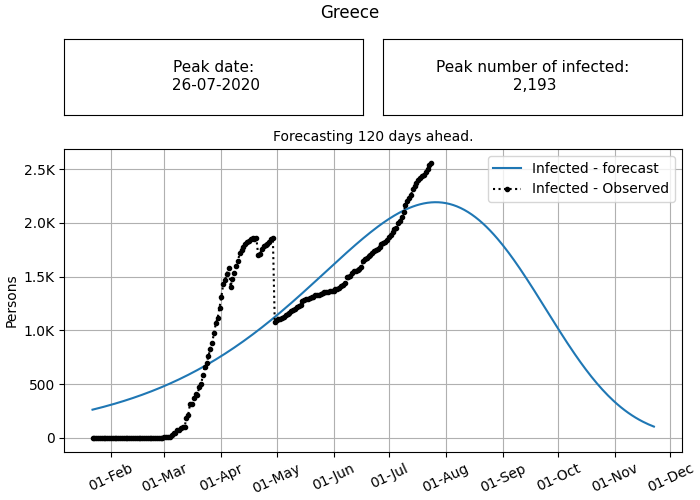 Greece
Peak date:
26-07-2020
Peak number of infected:
2,193
Forecasting 120 days ahead.
Infected - forecast
Infected - Observed
2.5K
2.0K
1.5K
1.0K
500
0
Persons
01-Feb
01-Mar
01-Apr
01-May
01-Jun
01-Jul
01-Aug
01-Sep
01-Oct
01-Nov
01-Dec